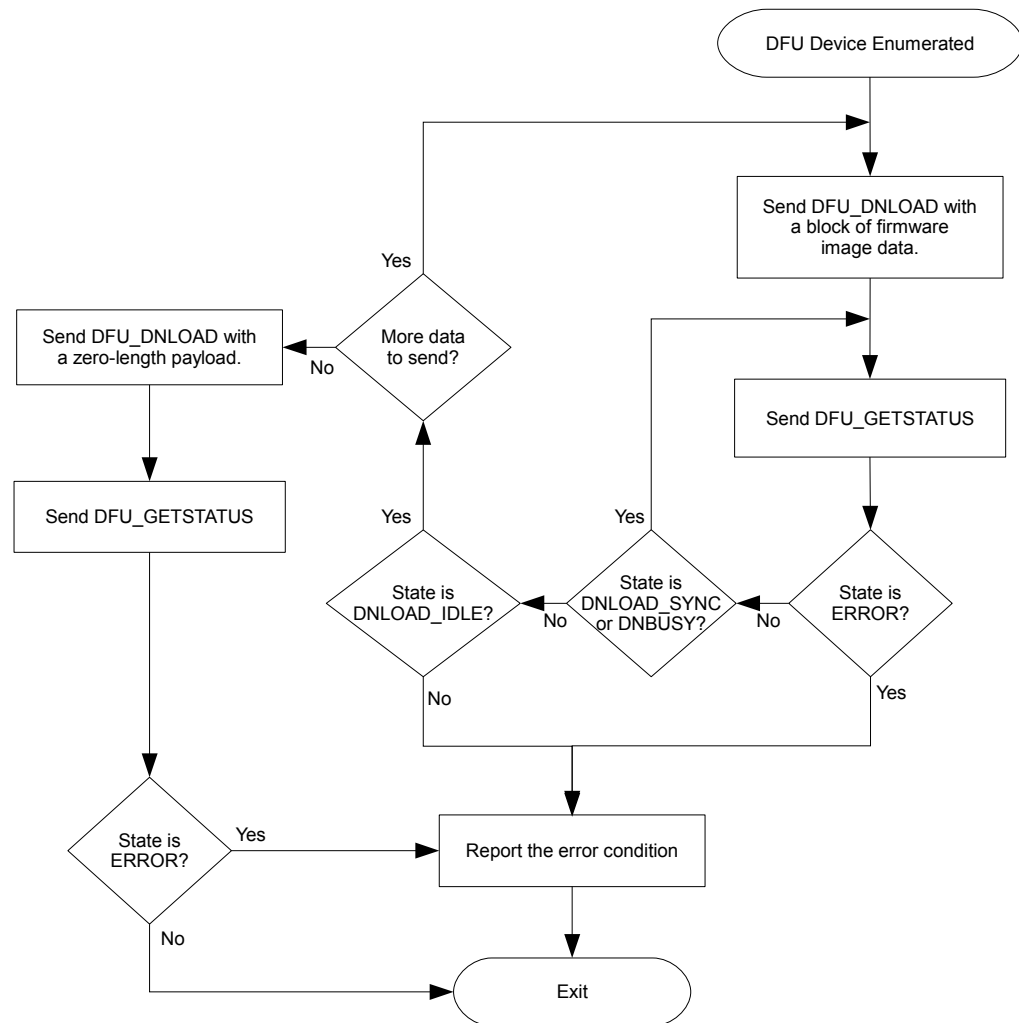 DFU Device Enumerated
Send DFU_DNLOAD with
a block of firmware
image data.
Yes
More data
to send?
No
Send DFU_DNLOAD with
a zero-length payload.
Send DFU_GETSTATUS
Send DFU_GETSTATUS
Yes
Yes
State is
DNLOAD_IDLE?
No
State is
DNLOAD_SYNC
or DNBUSY?
No
State is
ERROR?
No
Yes
State is
ERROR?
Yes
Report the error condition
No
Exit